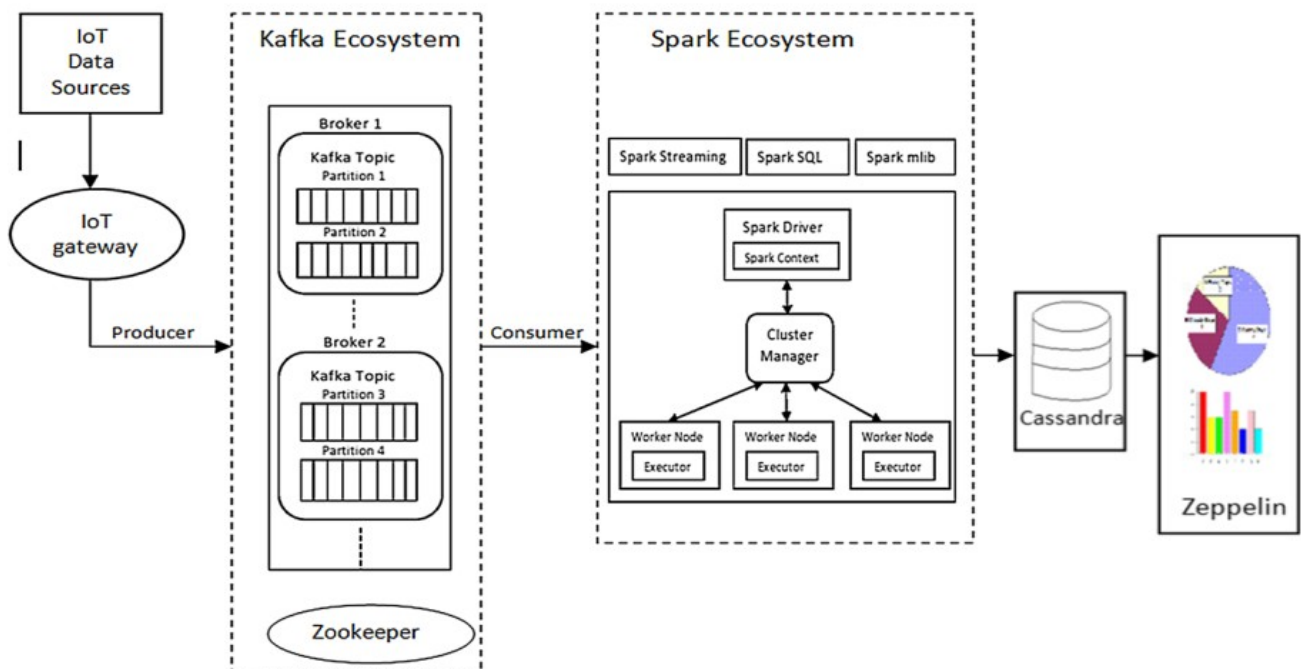 IoT
Data
Sources
IoT
gateway
Producer
Kafka Ecosystem
Broker 1
Kafka Topic
Partition 1
Partition 2
Broker 2
Kafka Topic
Partition 3
Partition 4
Zookeeper
Consumer
Spark Ecosystem
Spark Streaming
Spark SQL
Spark mlib
Spark Driver
Spark Context
Cluster
Manager
Worker Node
Executor
Worker Node
Executor
Worker Node
Executor
Cassandra
Zeppelin